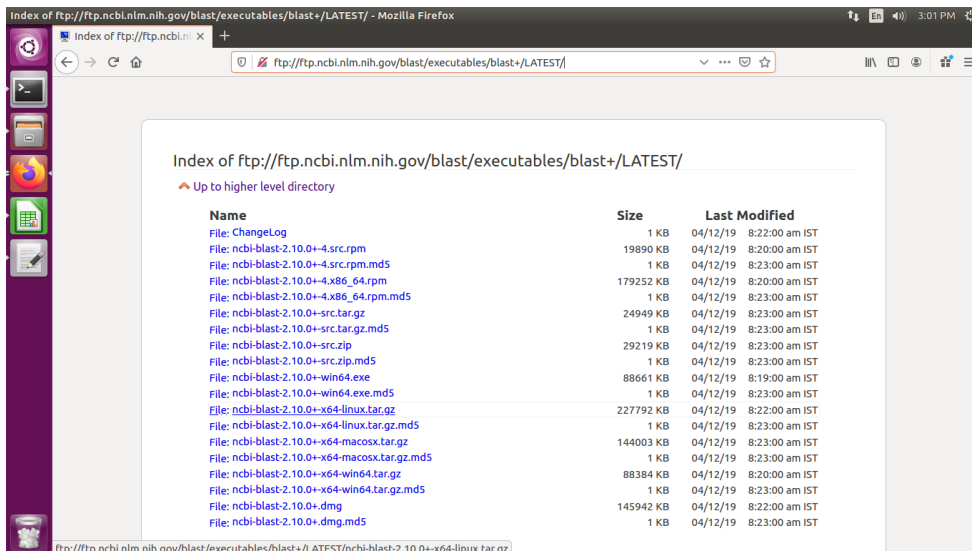 Index of ftp://ftp.ncbi.nlm.nih.gov/blast/executables/blast+/LATEST/ - Mozilla Firefox
En 3:01 PM
Index of ftp://ftp.ncbi.nl
ftp://ftp.ncbi.nlm.nih.gov/blast/executables/blast+/LATEST/
Index of ftp://ftp.ncbi.nlm.nih.gov/blast/executables/blast+/LATEST/
Up to higher level directory
Name Size Last Modified
File: ChangeLog 1 KB 04/12/19 8:22:00 am IST
File: ncbi-blast-2.10.0+-4.src.rpm 19890 KB 04/12/19 8:20:00 am IST
File: ncbi-blast-2.10.0+-4.src.rpm.md5 1 KB 04/12/19 8:23:00 am IST
File: ncbi-blast-2.10.0+-4.x86_64.rpm 179252 KB 04/12/19 8:20:00 am IST
File: ncbi-blast-2.10.0+-4.x86_64.rpm.md5 1 KB 04/12/19 8:23:00 am IST
File: ncbi-blast-2.10.0+-src.tar.gz 24949 KB 04/12/19 8:23:00 am IST
File: ncbi-blast-2.10.0+-src.tar.gz.md5 1 KB 04/12/19 8:23:00 am IST
File: ncbi-blast-2.10.0+-src.zip 29219 KB 04/12/19 8:23:00 am IST
File: ncbi-blast-2.10.0+-src.zip.md5 1 KB 04/12/19 8:23:00 am IST
File: ncbi-blast-2.10.0+-win64.exe 88661 KB 04/12/19 8:19:00 am IST
File: ncbi-blast-2.10.0+-win64.exe.md5 1 KB 04/12/19 8:23:00 am IST
File: ncbi-blast-2.10.0+-x64-linux.tar.gz 227792 KB 04/12/19 8:22:00 am IST
File: ncbi-blast-2.10.0+-x64-linux.tar.gz.md5 1 KB 04/12/19 8:23:00 am IST
File: ncbi-blast-2.10.0+-x64-macosx.tar.gz 144003 KB 04/12/19 8:23:00 am IST
File: ncbi-blast-2.10.0+-x64-macosx.tar.gz.md5 1 KB 04/12/19 8:23:00 am IST
File: ncbi-blast-2.10.0+-x64-win64.tar.gz 88384 KB 04/12/19 8:20:00 am IST
File: ncbi-blast-2.10.0+-x64-win64.tar.gz.md5 1 KB 04/12/19 8:23:00 am IST
File: ncbi-blast-2.10.0+.dmg 145942 KB 04/12/19 8:22:00 am IST
File: ncbi-blast-2.10.0+.dmg.md5 1 KB 04/12/19 8:23:00 am IST
ftp://ftp.ncbi.nlm.nih.gov/blast/executables/blast+/LATEST/ncbi-blast-2.10.0+-x64-linux.tar.gz